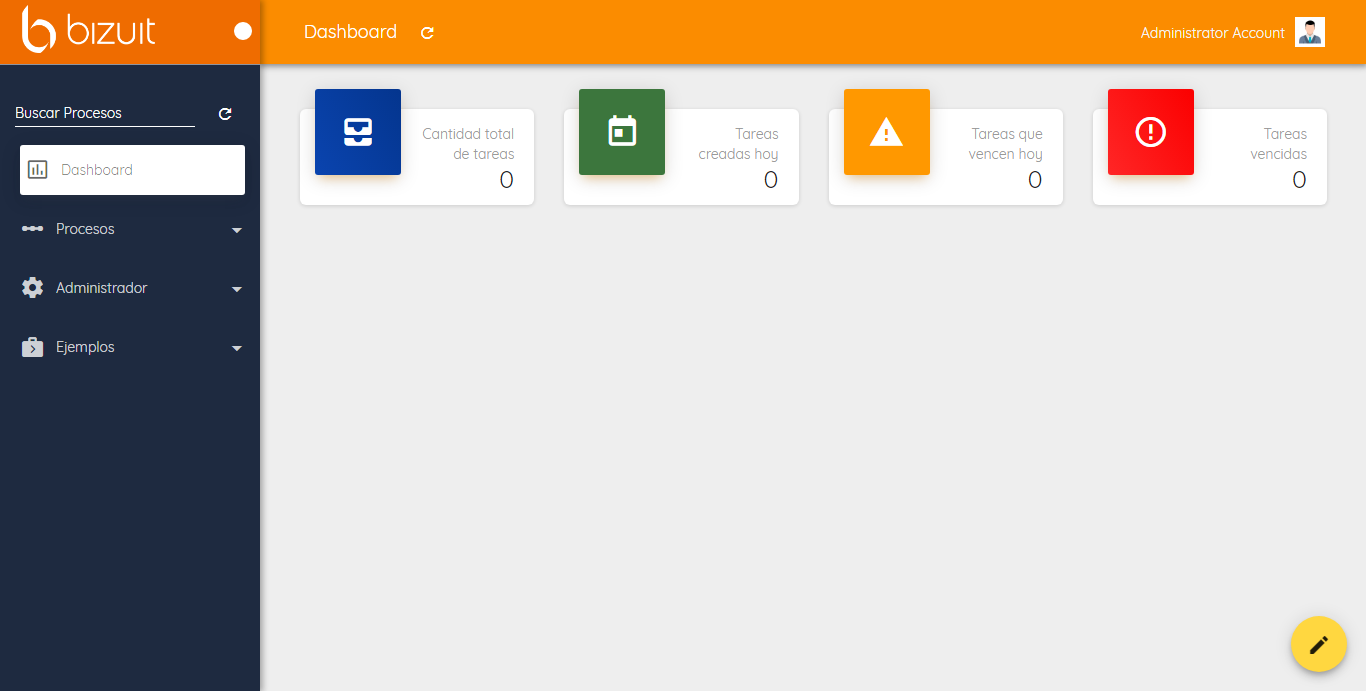 bizuit
Dashboard
Administrator Account
Buscar Procesos
Dashboard
Procesos
Administrador
Ejemplos
Cantidad total
de tareas
0
Tareas
creadas hoy
0
Tareas que
vencen hoy
0
Tareas
vencidas
0